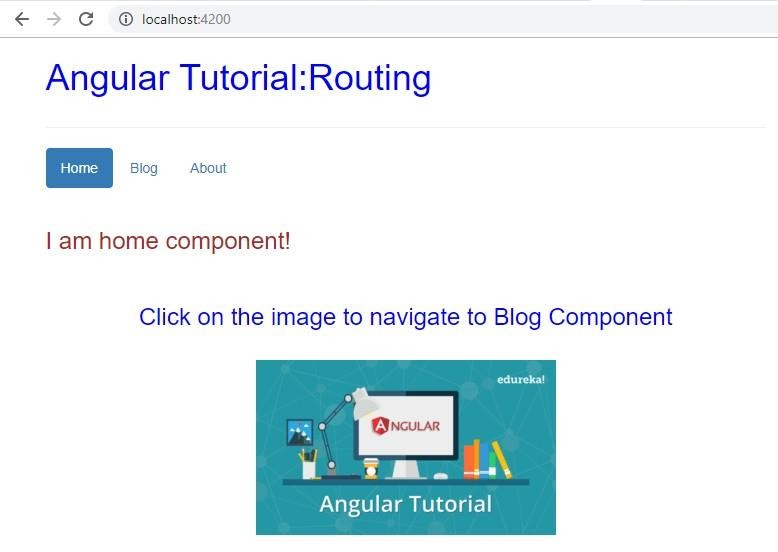 localhost:4200
Angular Tutorial:Routing
Home Blog About
I am home component!
Click on the image to navigate to Blog Component
edureka!
ANGULAR
Angular Tutorial